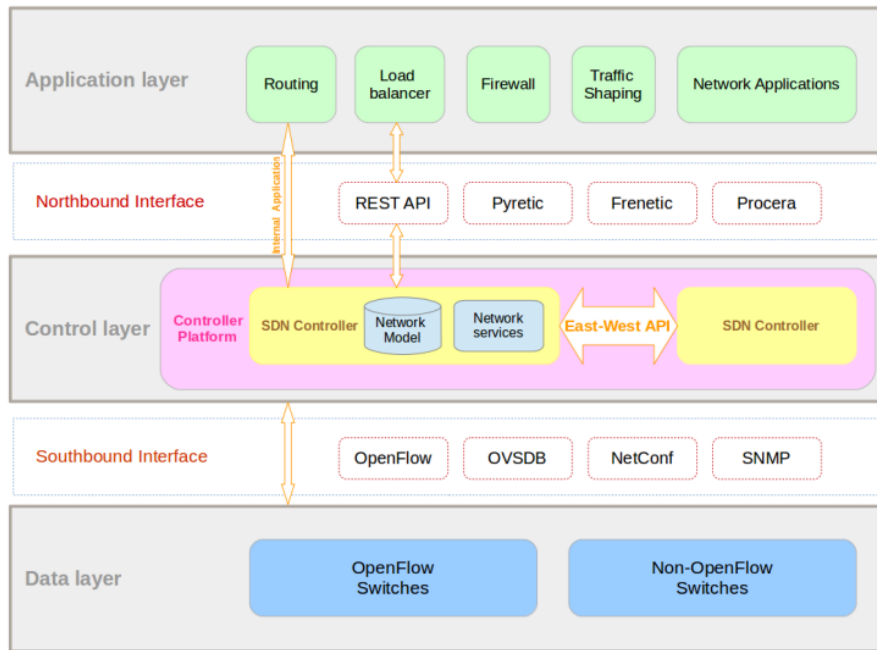 Application layer
Routing
Load
balancer
Firewall
Traffic
Shaping
Network Applications
Internal Application
Northbound Interface
REST API
Pyretic
Frenetic
Procera
Control layer
Controller
Platform
SDN Controller
Network
Model
Network
services
East-West API
SDN Controller
Southbound Interface
OpenFlow
OVSDB
NetConf
SNMP
Data layer
OpenFlow
Switches
Non-OpenFlow
Switches